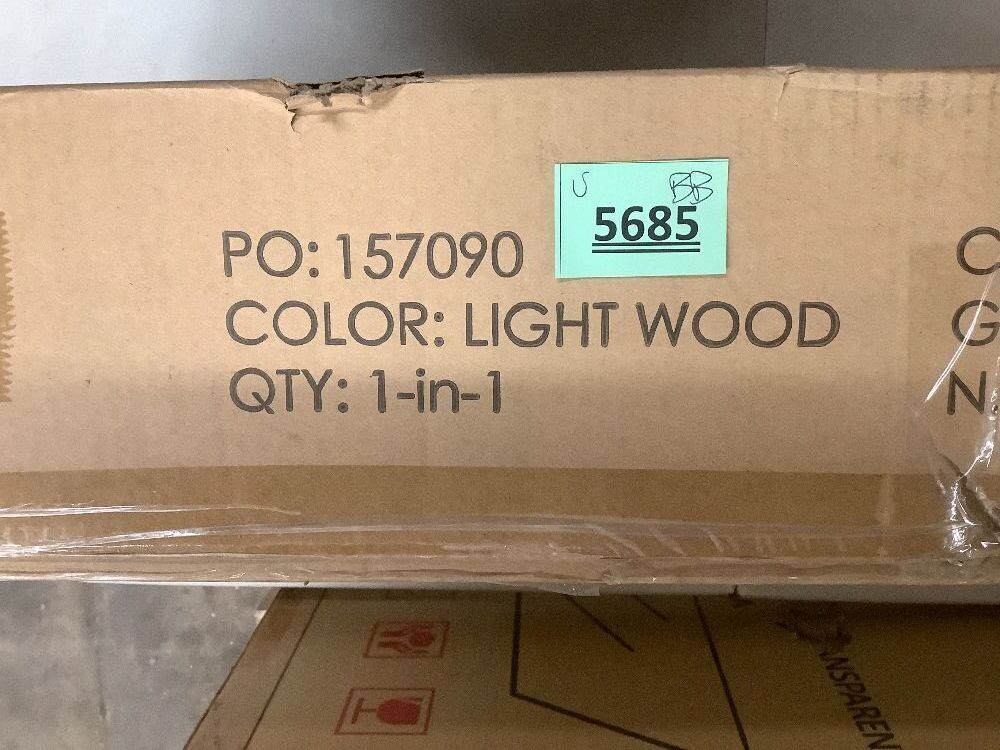 U BB
5685
PO: 157090
COLOR: LIGHT WOOD
QTY: 1-in-1
G
N.